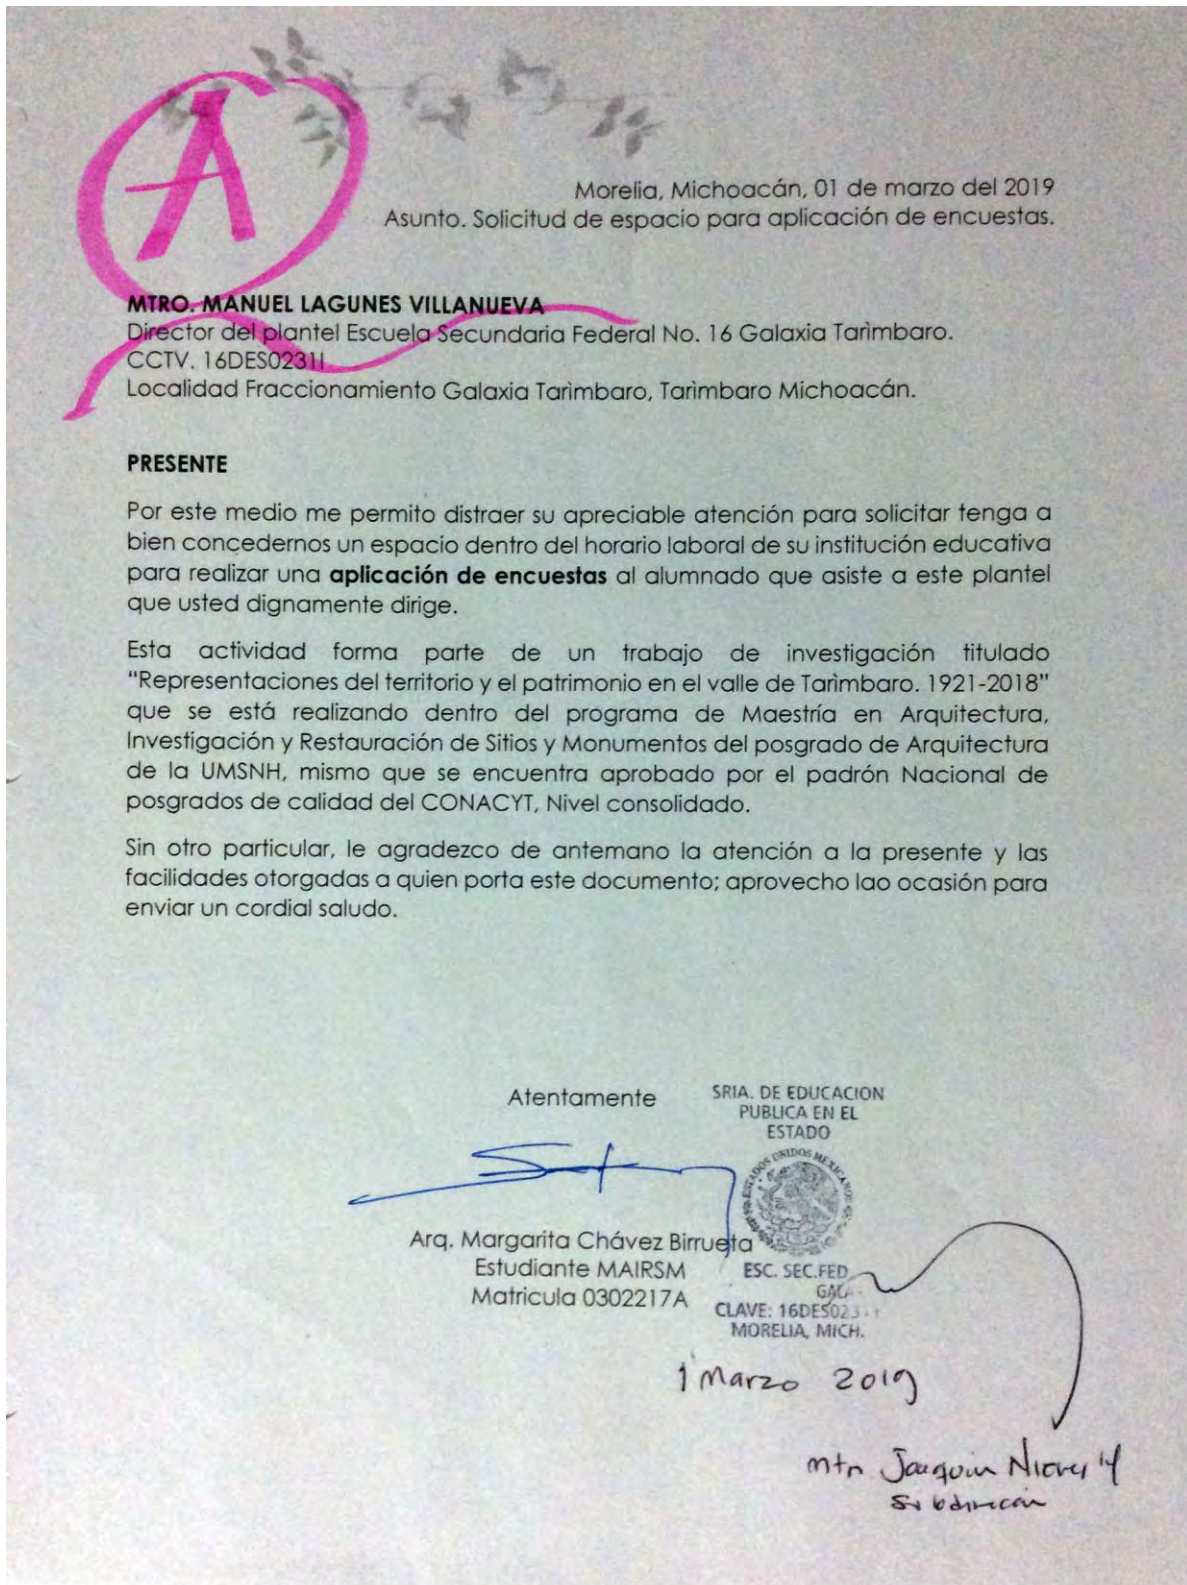 A
Morelia, Michoacán, 01 de marzo del 2019
Asunto. Solicitud de espacio para aplicación de encuestas.
MTRO. MANUEL LAGUNES VILLANUEVA
Director del plantel Escuela Secundaria Federal No. 16 Galaxia Tarìmbaro.
CCTV. 16DES0231I
Localidad Fraccionamiento Galaxia Tarìmbaro, Tarìmbaro Michoacán.
PRESENTE
Por este medio me permito distraer su apreciable atención para solicitar tenga a
bien concedernos un espacio dentro del horario laboral de su institución educativa
para realizar una aplicación de encuestas al alumnado que asiste a este plantel
que usted dignamente dirige.
Esta actividad forma parte de un trabajo de investigación titulado
"Representaciones del territorio y el patrimonio en el valle de Tarìmbaro. 1921-2018"
que se está realizando dentro del programa de Maestría en Arquitectura,
Investigación y Restauración de Sitios y Monumentos del posgrado de Arquitectura
de la UMSNH, mismo que se encuentra aprobado por el padrón Nacional de
posgrados de calidad del CONACYT, Nivel consolidado.
Sin otro particular, le agradezco de antemano la atención a la presente y las
facilidades otorgadas a quien porta este documento; aprovecho lao ocasión para
enviar un cordial saludo.
Atentamente
Arq. Margarita Chávez Birrueta
Estudiante MAIRSM
Matricula 0302217A
SRIA. DE EDUCACION
PUBLICA EN EL
ESTADO
ESTADOS UNIDOS MEXICANOS
ESC. SEC.FED
CLAVE: 16DES023
MORELIA, MICH.
1 Marzo 2019
mtro Joaquin
Subdirección